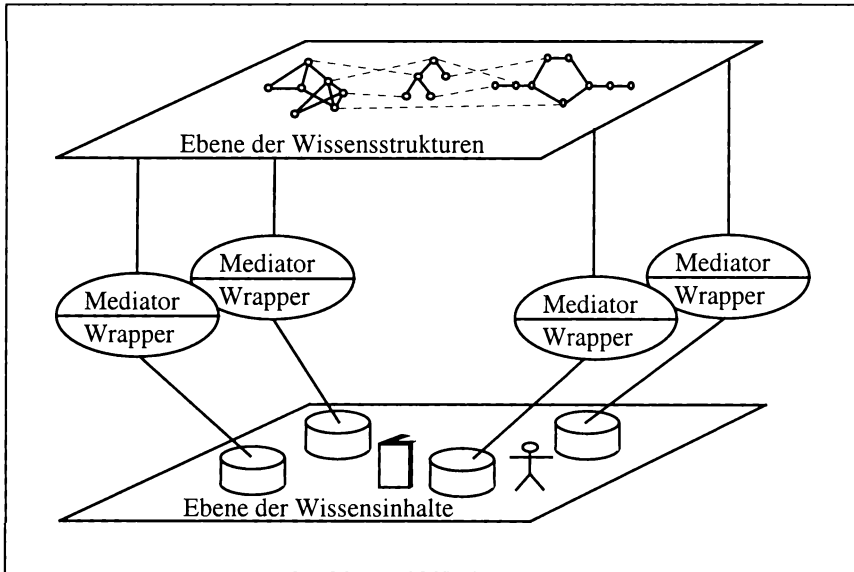 Ebene der Wissensstrukturen
Mediator
Wrapper
Mediator
Wrapper
Mediator
Wrapper
Mediator
Wrapper
Ebene der Wissensinhalte